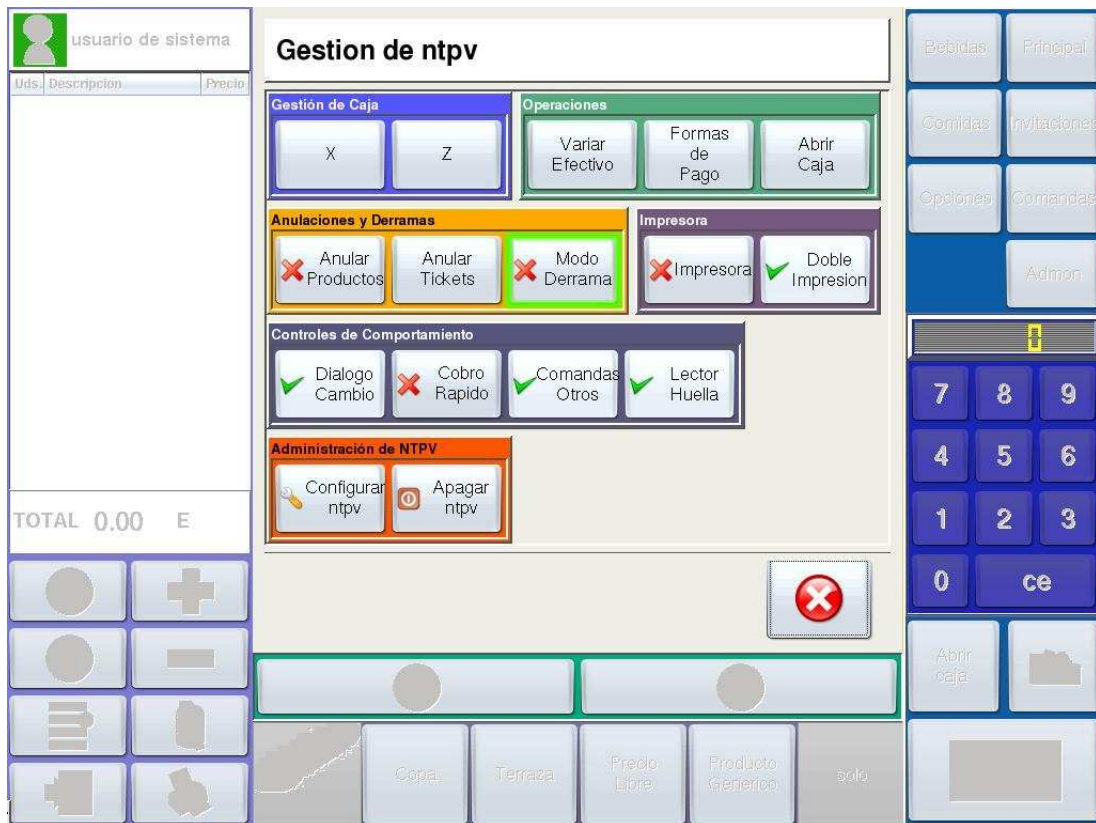 usuario de sistema
Uds. Descripcion Precio
TOTAL 0.00 E
Gestion de ntpv
Gestión de Caja
X
Z
Operaciones
Variar
Efectivo
Formas
de
Pago
Abrir
Caja
Anulaciones y Derramas
Anular
Productos
Anular
Tickets
Modo
Derrama
Impresora
Impresora
Doble
Impresion
Controles de Comportamiento
Dialogo
Cambio
Cobro
Rapido
Comandas
Otros
Lector
Huella
Administración de NTPV
Configurar
ntpv
Apagar
ntpv
Copa
Terraza
Precio
Libre
Producto
Generico
solo
Bebidas
Principal
Comidas
Invitaciones
Opciones
Comandas
Admon
7 8 9
4 5 6
1 2 3
0 ce
Abrir
caja